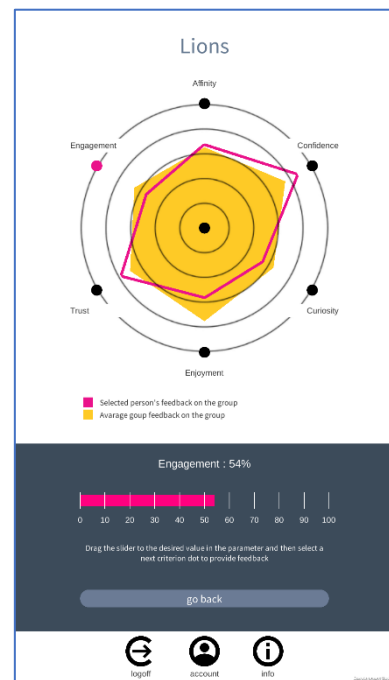 Lions
Affinity
Engagement
Confidence
Trust
Curiosity
Enjoyment
Selected person's feedback on the group
Avarage goup feedback on the group
Engagement : 54%
0 10 20 30 40 50 60 70 80 90 100
Drag the slider to the desired value in the parameter and then select a
next criterion dot to provide feedback
go back
logoff account info